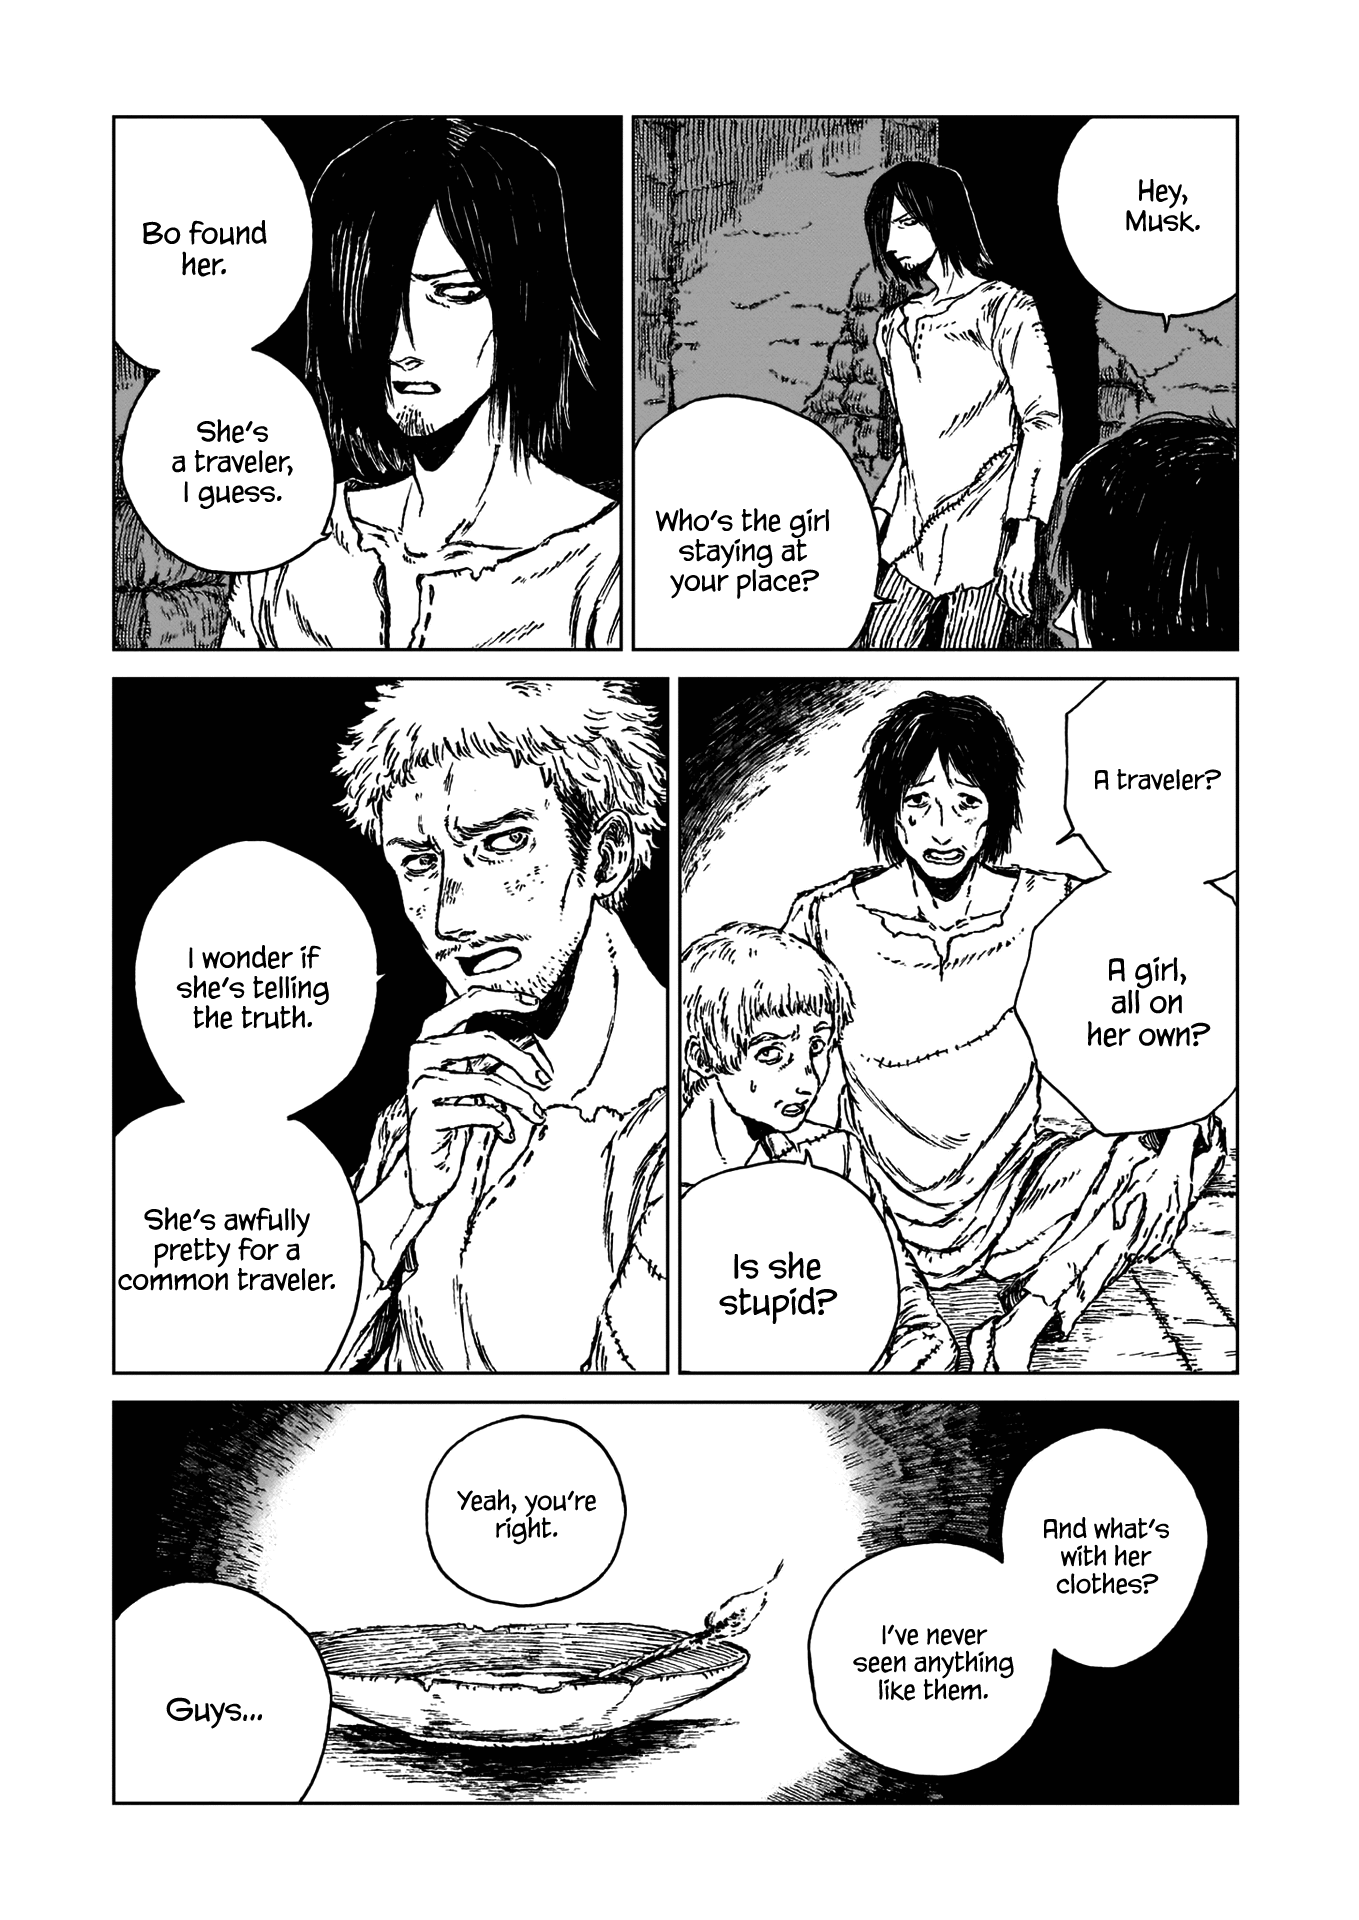 Hey,
Musk.
Who's the girl
staying at
your place?
Bo found
her.
She's
a traveler,
I guess.
A traveler?
A girl,
all on
her own?
Is she
stupid?
I wonder if
she's telling
the truth.
She's awfully
pretty for a
common traveler.
And what's
with her
clothes?
I've never
seen anything
like them.
Yeah, you're
right.
Guys...